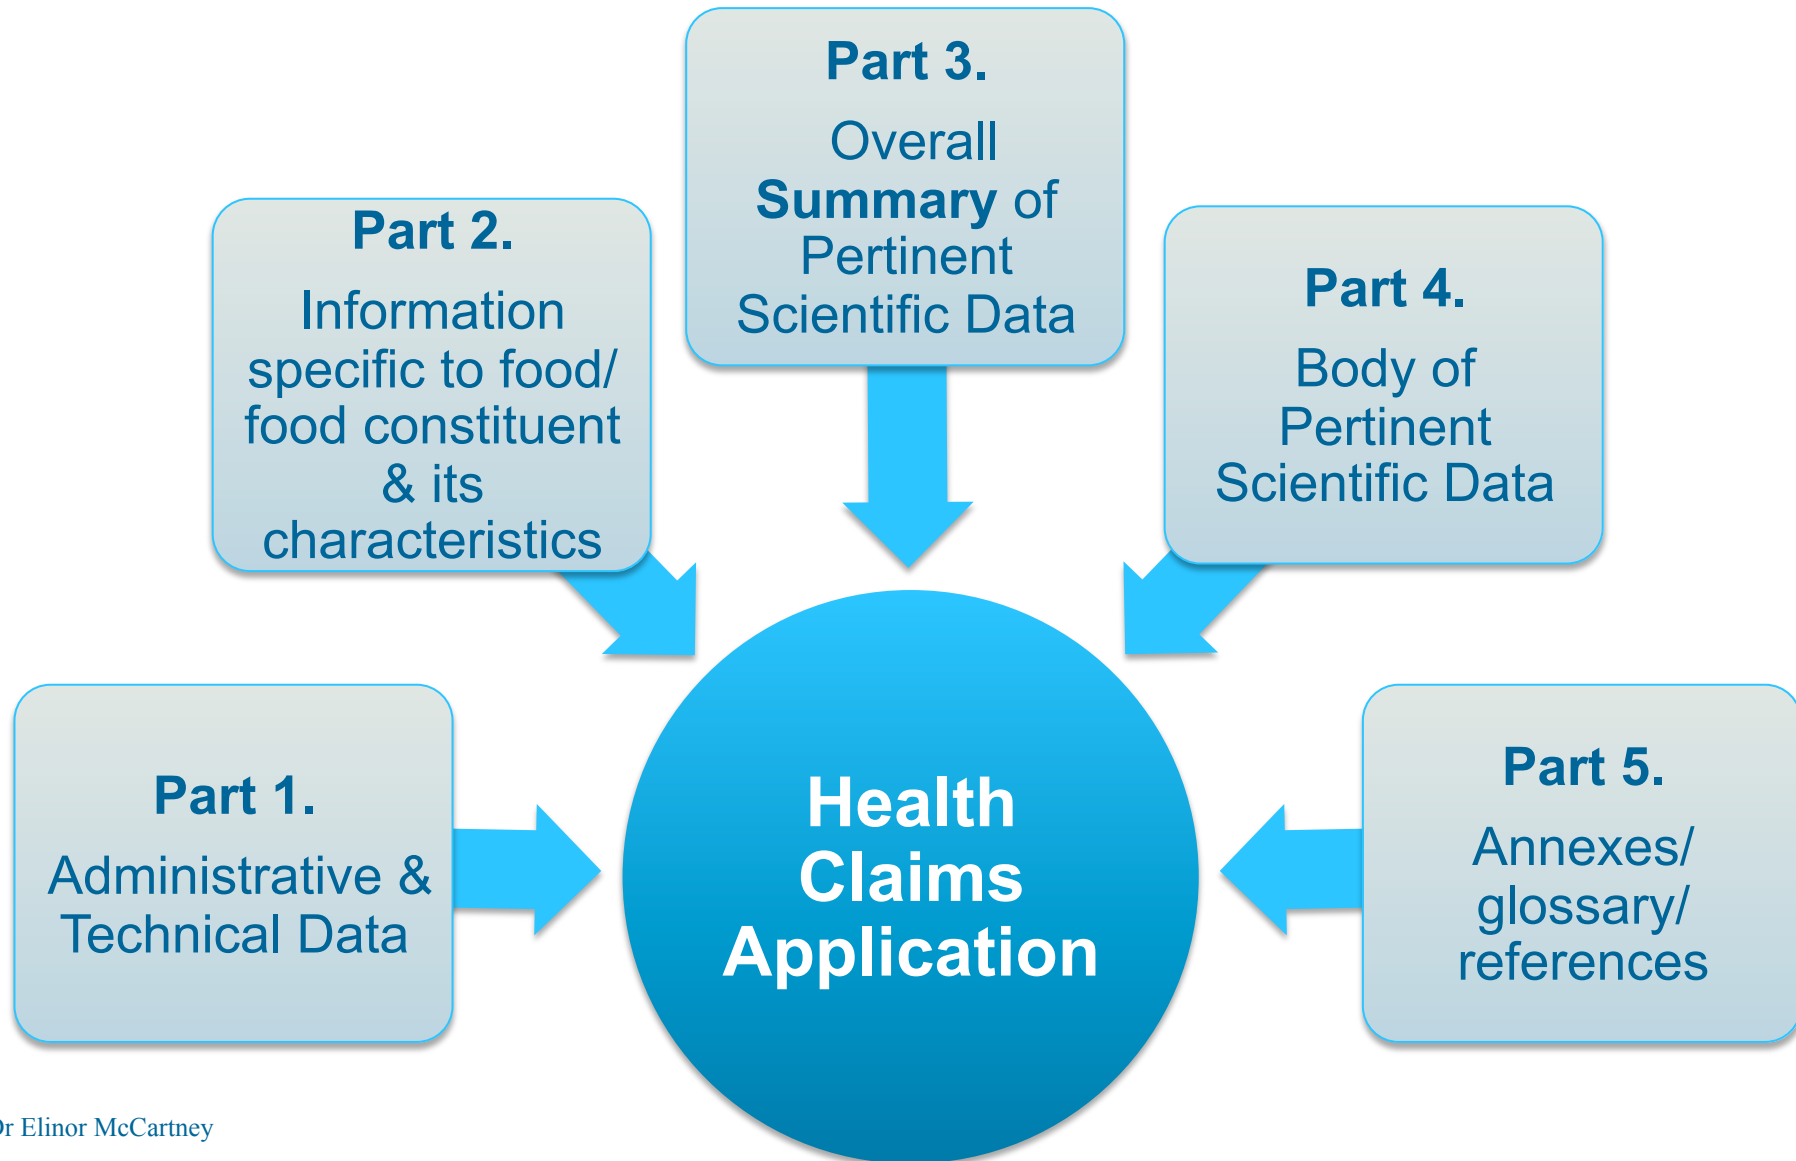 Part 1.
Administrative &
Technical Data
Part 2.
Information
specific to food/
food constituent
& its
characteristics
Part 3.
Overall
Summary of
Pertinent
Scientific Data
Part 4.
Body of
Pertinent
Scientific Data
Part 5.
Annexes/
glossary/
references
Health
Claims
Application
Dr Elinor McCartney